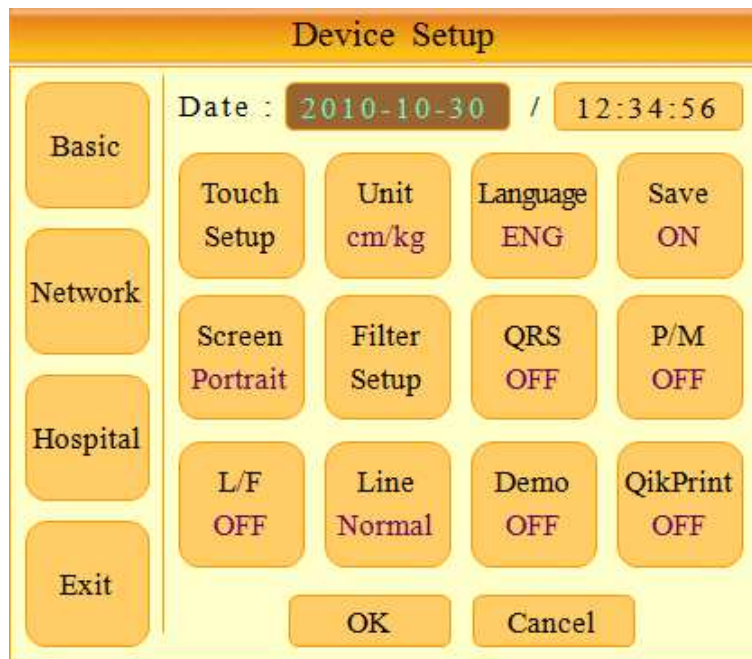 Device Setup
Date : 2010-10-30 / 12:34:56
Basic
Network
Hospital
Exit
Touch Unit Language Save
Setup cm/kg ENG ON
Screen Filter QRS P/M
Portrait Setup OFF OFF
L/F Line Demo QikPrint
OFF Normal OFF OFF
OK Cancel